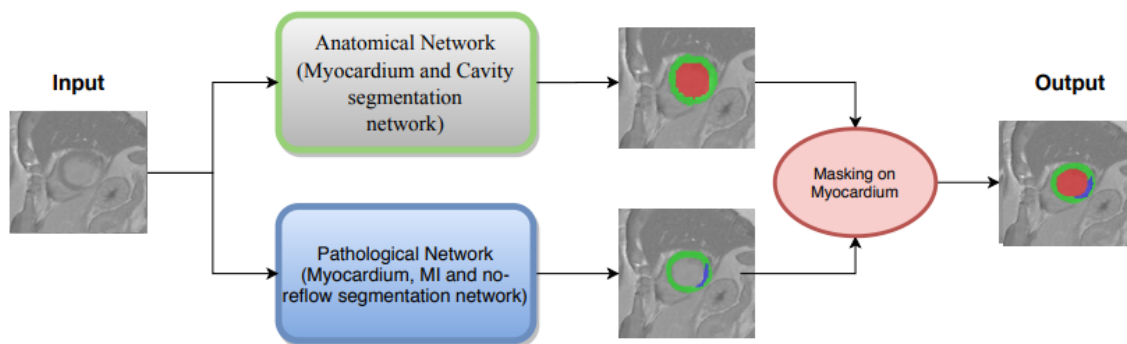 Input
Anatomical Network
(Myocardium and Cavity
segmentation
network)
Pathological Network
(Myocardium, MI and no-
reflow segmentation network)
Masking on
Myocardium
Output